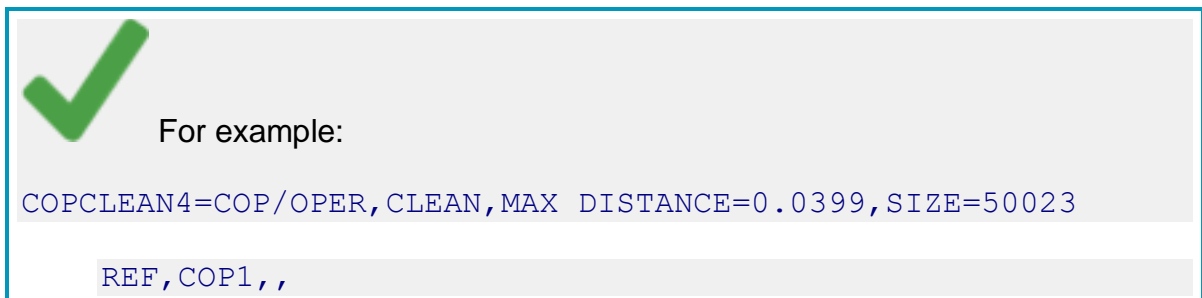 For example:
COPCLEAN4=COP/OPER,CLEAN,MAX DISTANCE=0.0399,SIZE=50023
REF,COP1,,